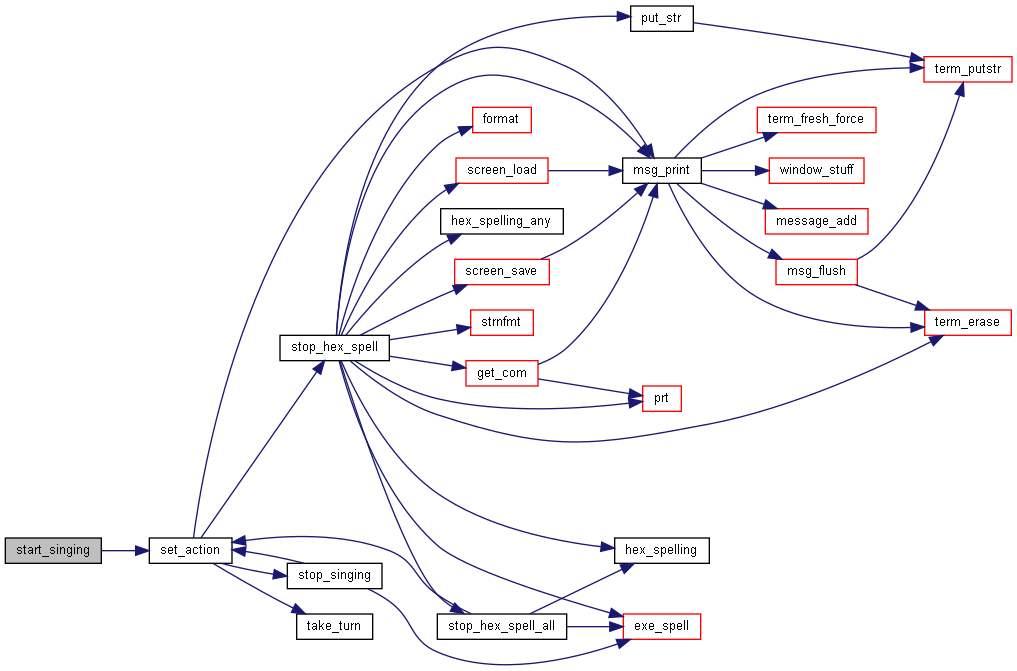 put_str
term_putstr
format
term_fresh_force
screen_load
msg_print
window_stuff
hex_spelling_any
message_add
screen_save
msg_flush
strnfmt
term_erase
stop_hex_spell
get_com
prt
start_singing
set_action
hex_spelling
stop_singing
take_turn
stop_hex_spell_all
exe_spell